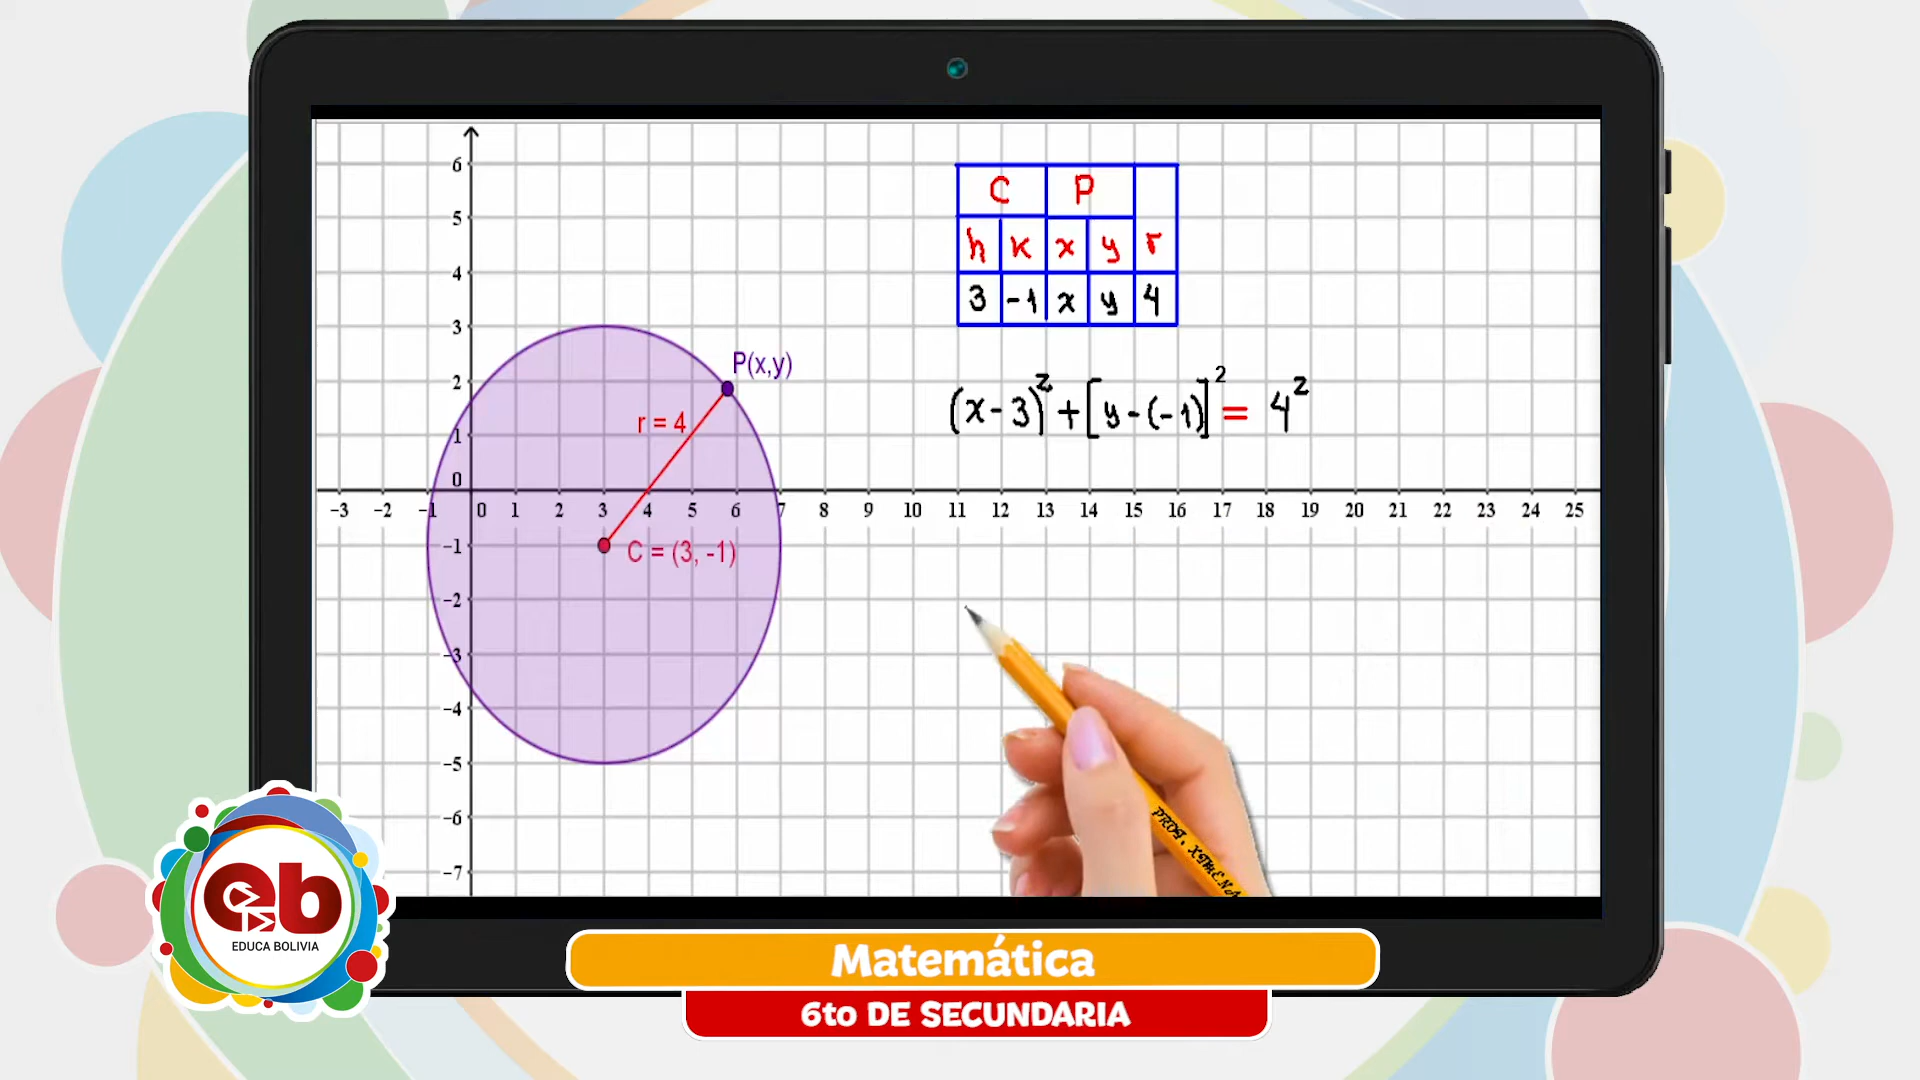 6
5
4
3
2
1
0
-1
-2
-3
-4
-5
-6
-7
-3 -2 -1 0 1 2 3 4 5 6 7 8 9 10 11 12 13 14 15 16 17 18 19 20 21 22 23 24 25
P(x,y)
r = 4
C = (3, -1)
C P
h k x y r
3 -1 x y 4
(x-3)² + [y-(-1)]² = 4²
PROF. XIMENA
eb
EDUCA BOLIVIA
Matemática
6to DE SECUNDARIA